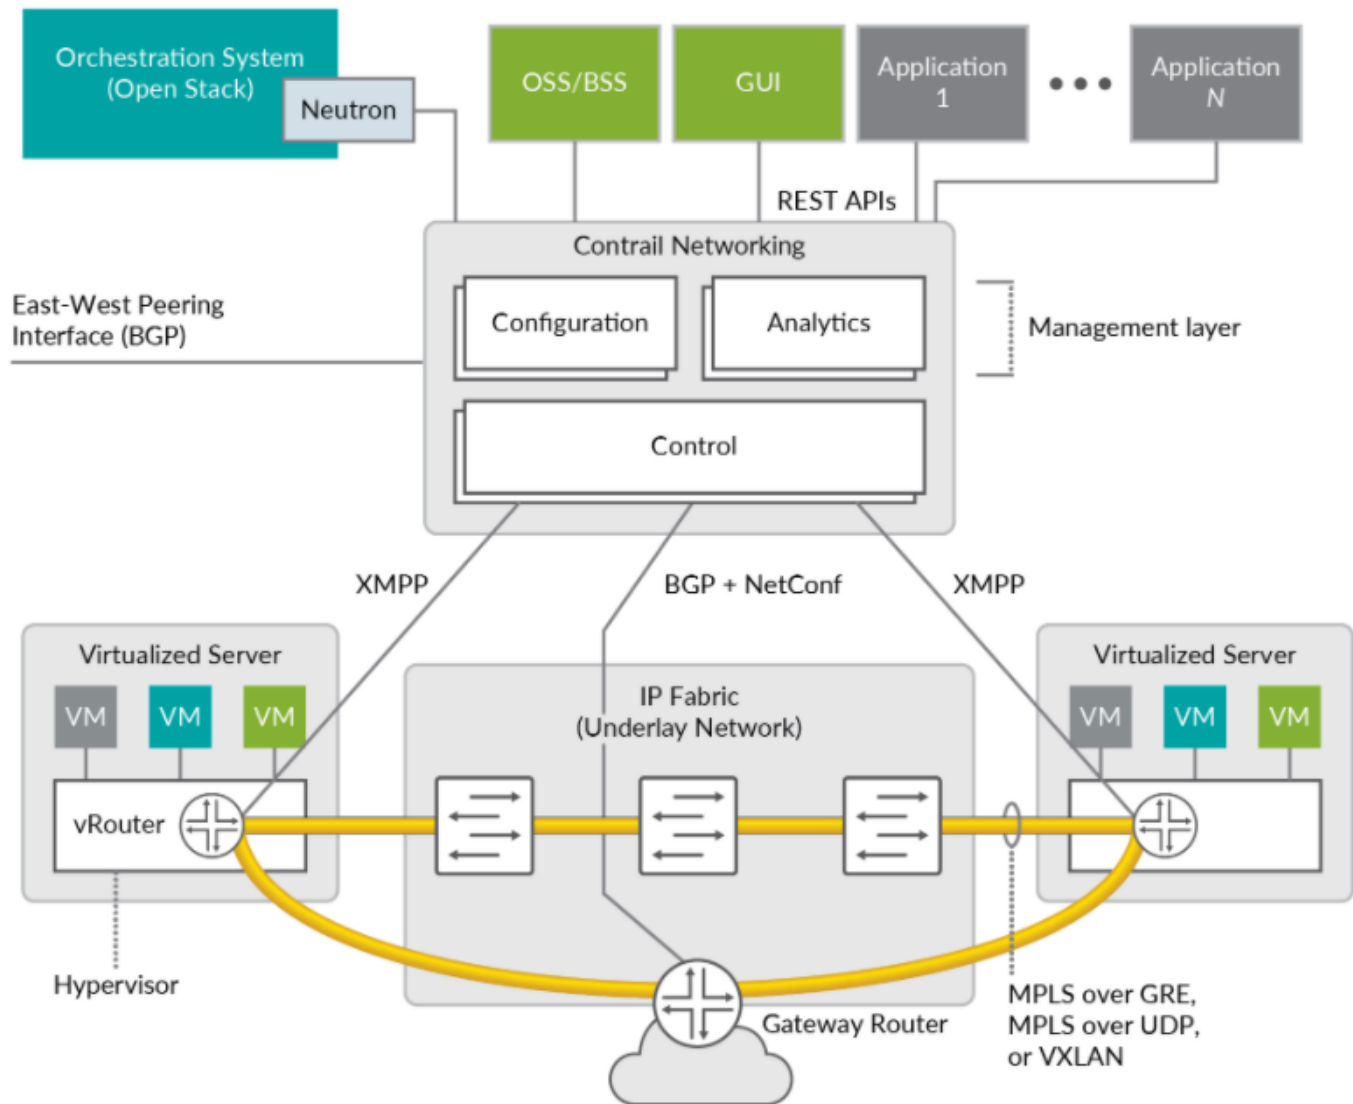 Orchestration System
(Open Stack)
Neutron
OSS/BSS
GUI
Application
1
Application
N
REST APIs
Contrail Networking
Configuration
Analytics
Management layer
East-West Peering
Interface (BGP)
Control
XMPP
BGP + NetConf
XMPP
Virtualized Server
VM
VM
VM
vRouter
Hypervisor
IP Fabric
(Underlay Network)
Virtualized Server
VM
VM
VM
Gateway Router
MPLS over GRE,
MPLS over UDP,
or VXLAN